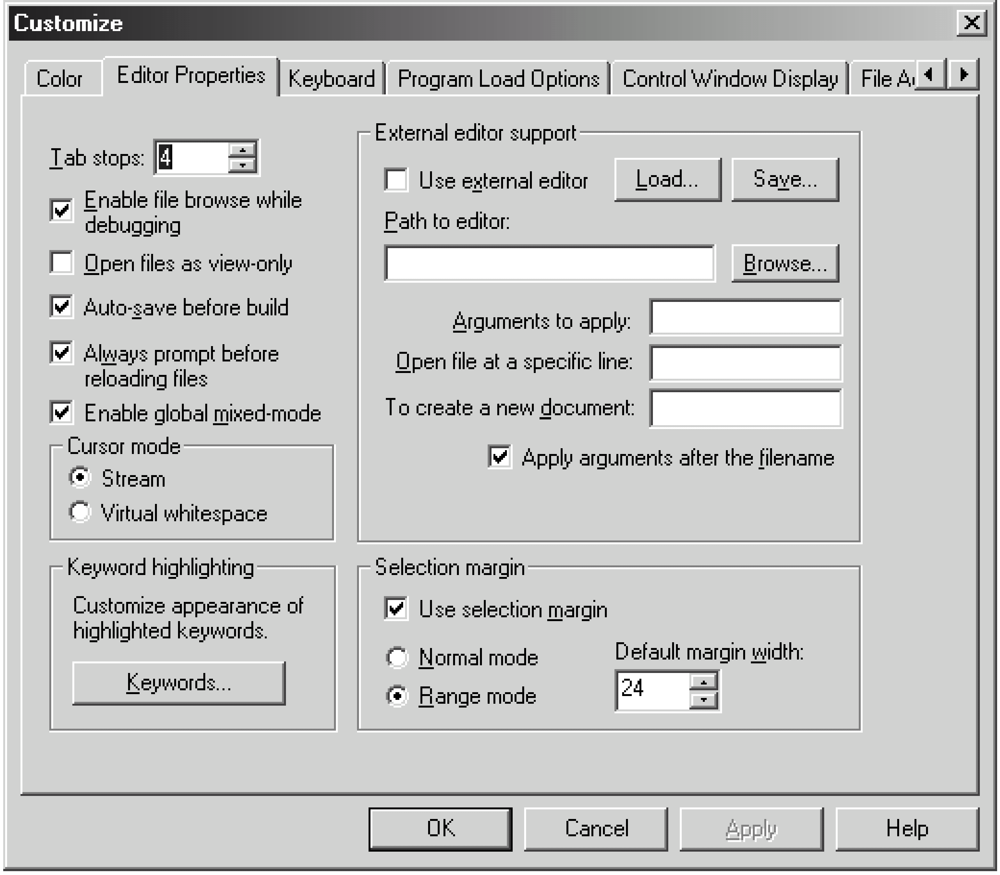 Customize
Color
Editor Properties
Keyboard
Program Load Options
Control Window Display
File A
Tab stops:
4
Enable file browse while
debugging
Open files as view-only
Auto-save before build
Always prompt before
reloading files
Enable global mixed-mode
Cursor mode
Stream
Virtual whitespace
Keyword highlighting
Customize appearance of
highlighted keywords.
Keywords...
External editor support
Use external editor
Load...
Save...
Path to editor:
Browse...
Arguments to apply:
Open file at a specific line:
To create a new document:
Apply arguments after the filename
Selection margin
Use selection margin
Normal mode
Range mode
Default margin width:
24
OK
Cancel
Apply
Help